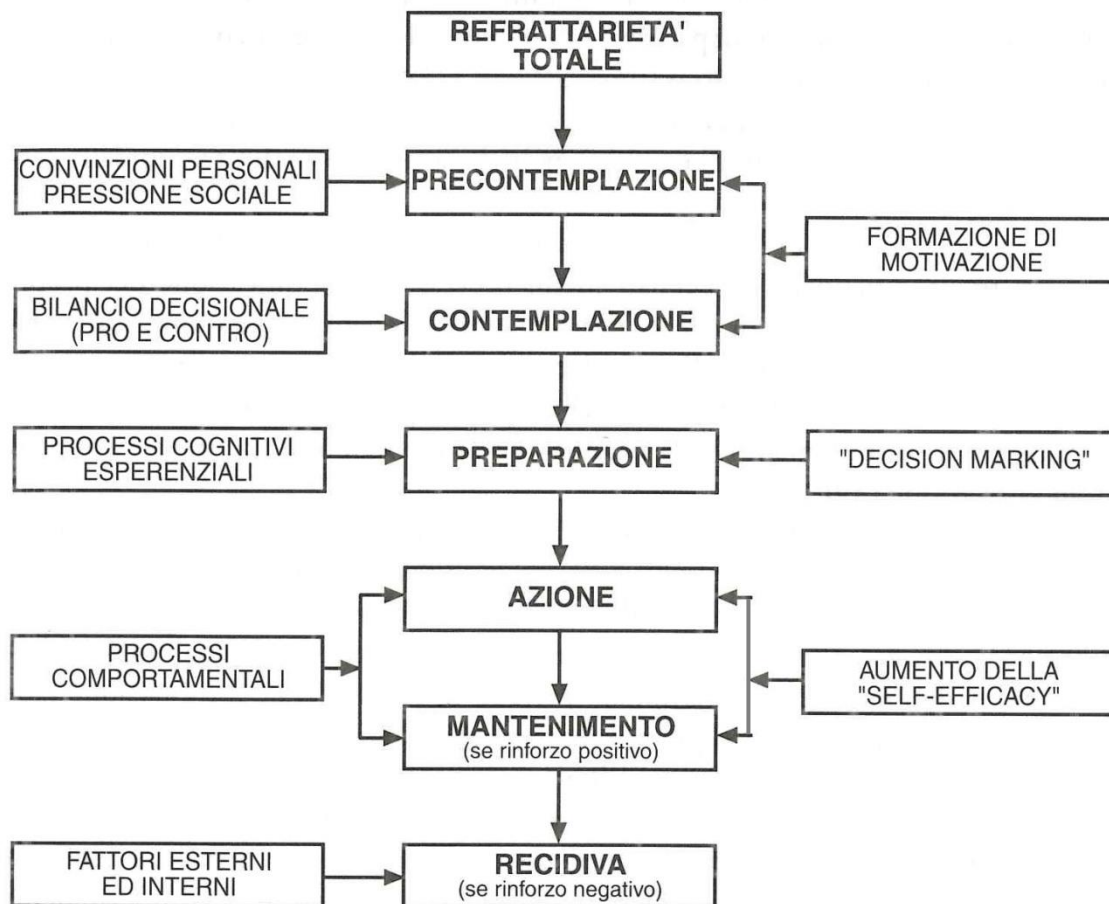 REFRATTARIETA'
TOTALE
CONVINZIONI PERSONALI
PRESSIONE SOCIALE
PRECONTEMPLAZIONE
FORMAZIONE DI
MOTIVAZIONE
BILANCIO DECISIONALE
(PRO E CONTRO)
CONTEMPLAZIONE
PROCESSI COGNITIVI
ESPERENZIALI
PREPARAZIONE
"DECISION MARKING"
AZIONE
PROCESSI
COMPORTAMENTALI
AUMENTO DELLA
"SELF-EFFICACY"
MANTENIMENTO
(se rinforzo positivo)
FATTORI ESTERNI
ED INTERNI
RECIDIVA
(se rinforzo negativo)